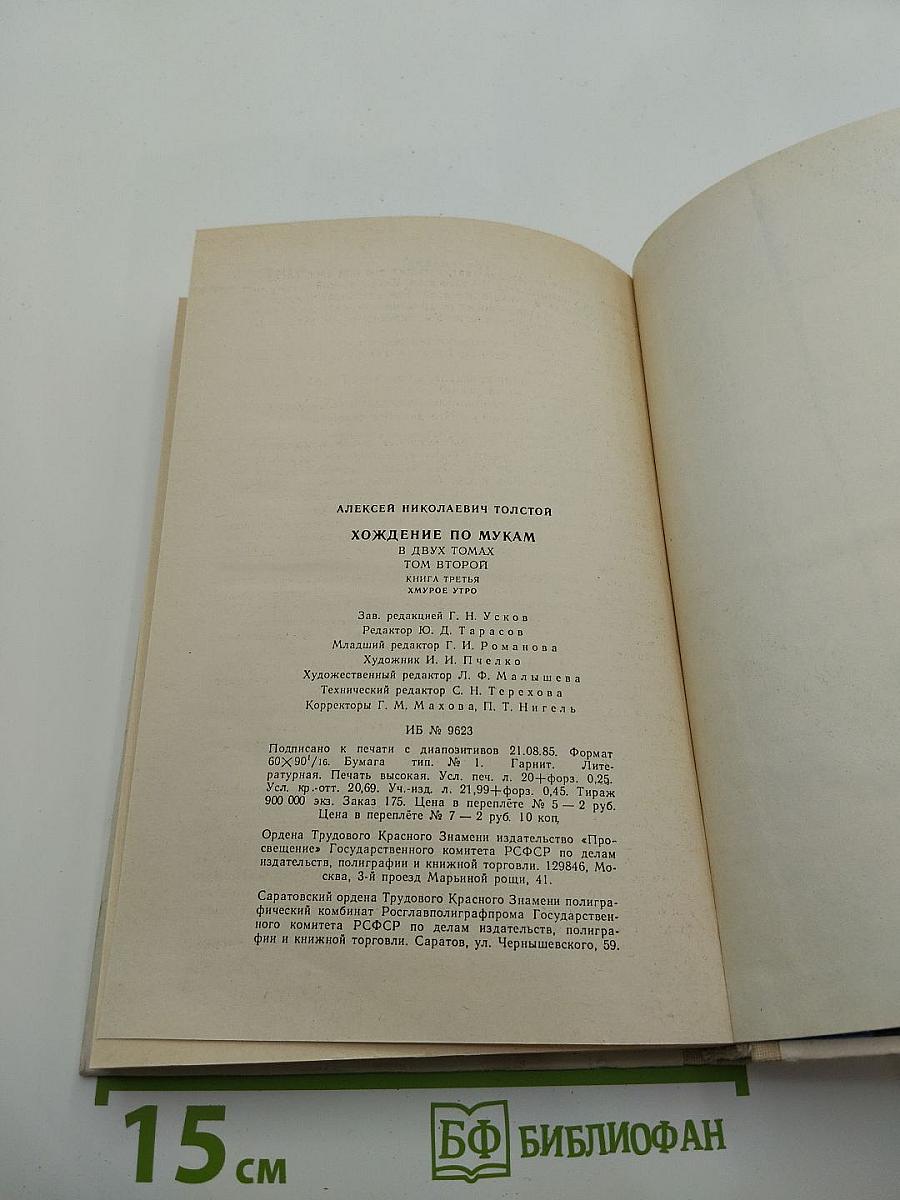 АЛЕКСЕЙ НИКОЛАЕВИЧ ТОЛСТОЙ
ХОЖДЕНИЕ ПО МУКАМ
В ДВУХ ТОМАХ
ТОМ ВТОРОЙ
КНИГА ТРЕТЬЯ
ХМУРОЕ УТРО
Зав. редакцией Г. Н. Усков
Редактор Ю. Д. Тарасов
Младший редактор Г. И. Романова
Художник И. И. Пчелко
Художественный редактор Л. Ф. Малышева
Технический редактор С. Н. Терехова
Корректоры Г. М. Махова, П. Т. Нигель
ИБ № 9623
Подписано к печати с диапозитивов 21.08.85. Формат
60×90¹/16. Бумага тип. № 1. Гарнит. Лите-
ратурная. Печать высокая. Усл. печ. л. 20+форз. 0,25.
Усл. кр.-отт. 20,69. Уч.-изд. л. 21,99+форз. 0,45. Тираж
900 000 экз. Заказ 175. Цена в переплёте № 5 — 2 руб.
Цена в переплёте № 7 — 2 руб. 10 коп.
Ордена Трудового Красного Знамени издательство «Про-
свещение» Государственного комитета РСФСР по делам
издательств, полиграфии и книжной торговли. 129846, Мо-
сква, 3-й проезд Марьиной рощи, 41.
Саратовский ордена Трудового Красного Знамени полигра-
фический комбинат Росглавполиграфпрома Государствен-
ного комитета РСФСР по делам издательств, полигра-
фии и книжной торговли. Саратов, ул. Чернышевского, 59.
15 см
БФ БИБЛИОФАН